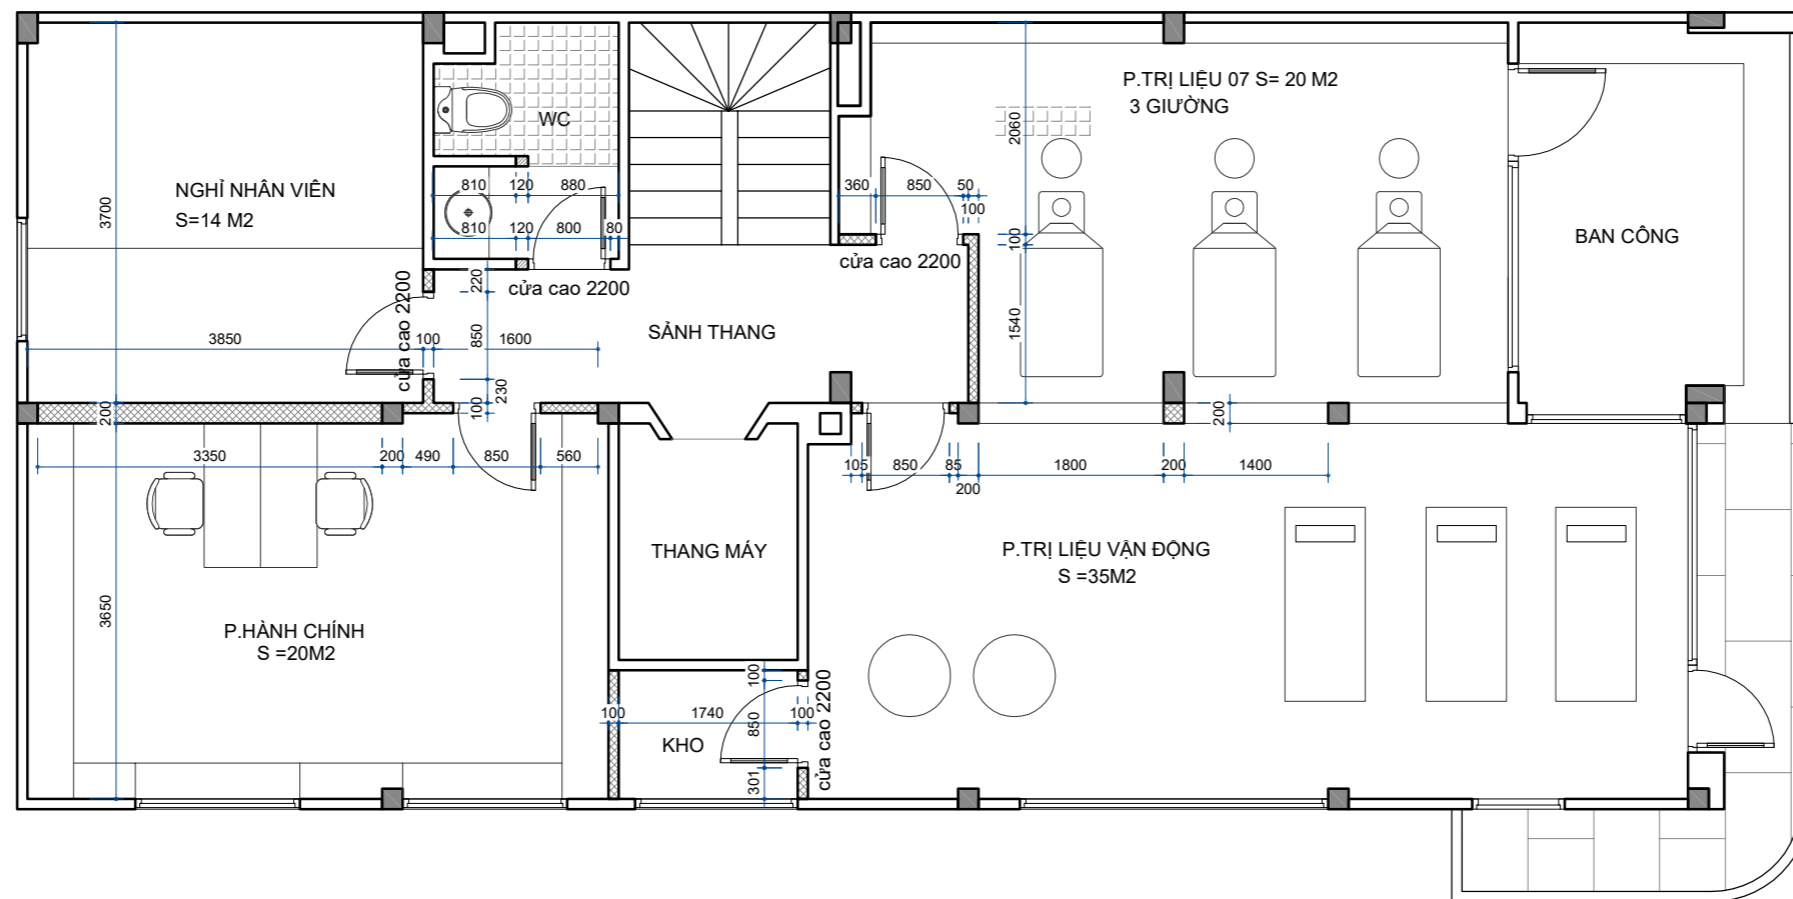 P.TRỊ LIỆU 07 S= 20 M2
3 GIƯỜNG
WC
2060
NGHỈ NHÂN VIÊN
S=14 M2
3700
810
120
880
360
850
50
100
810
120
800
80
100
BAN CÔNG
cửa cao 2200
cửa cao 2200
220
cửa cao 2200
SẢNH THANG
3850
100
850
1600
1540
230
100
200
200
3350
200
490
850
560
105
850
85
200
1800
200
1400
THANG MÁY
P.TRỊ LIỆU VẬN ĐỘNG
S =35M2
3650
P.HÀNH CHÍNH
S =20M2
100
100
1740
850
100
cửa cao 2200
KHO
301